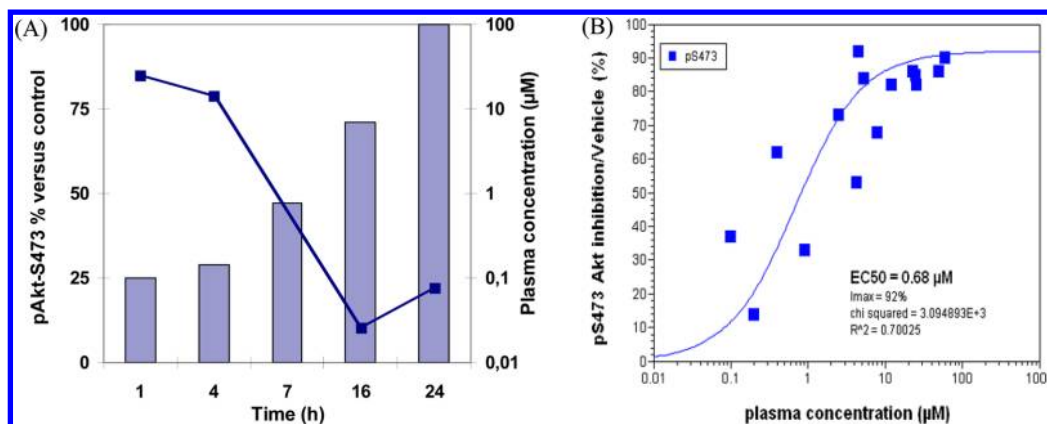 (A)
pAkt-S473 % versus control
100
75
50
25
0
1 4 7 16 24
Time (h)
100
10
1
0,1
0,01
Plasma concentration (µM)
(B)
pS473
pS473 Akt inhibition/Vehicle (%)
100
90
80
70
60
50
40
30
20
10
0
EC50 = 0.68 µM
Imax = 92%
chi squared = 3.094893E+3
R^2 = 0.70025
0.01 0.1 1 10 100 1000
plasma concentration (µM)